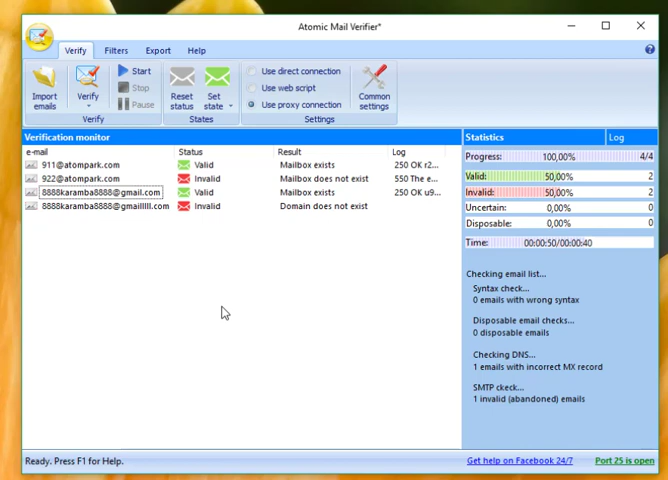 Atomic Mail Verifier*
Verify Filters Export Help
Import emails
Verify
Start
Stop
Pause
Reset status
Set state
Use direct connection
Use web script
Use proxy connection
Common settings
Verify States Settings
Verification monitor
e-mail Status Result Log
911@atompark.com Valid Mailbox exists 250 OK r2...
922@atompark.com Invalid Mailbox does not exist 550 The e...
8888karamba8888@gmail.com Valid Mailbox exists 250 OK u9...
8888karamba8888@gmailllll.com Invalid Domain does not exist
Statistics Log
Progress: 100,00% 4/4
Valid: 50,00% 2
Invalid: 50,00% 2
Uncertain: 0,00% 0
Disposable: 0,00% 0
Time: 00:00:50/00:00:40
Checking email list...
Syntax check...
0 emails with wrong syntax
Disposable email checks...
0 disposable emails
Checking DNS...
1 emails with incorrect MX record
SMTP ckeck...
1 invalid (abandoned) emails
Ready. Press F1 for Help.
Get help on Facebook 24/7
Port 25 is open